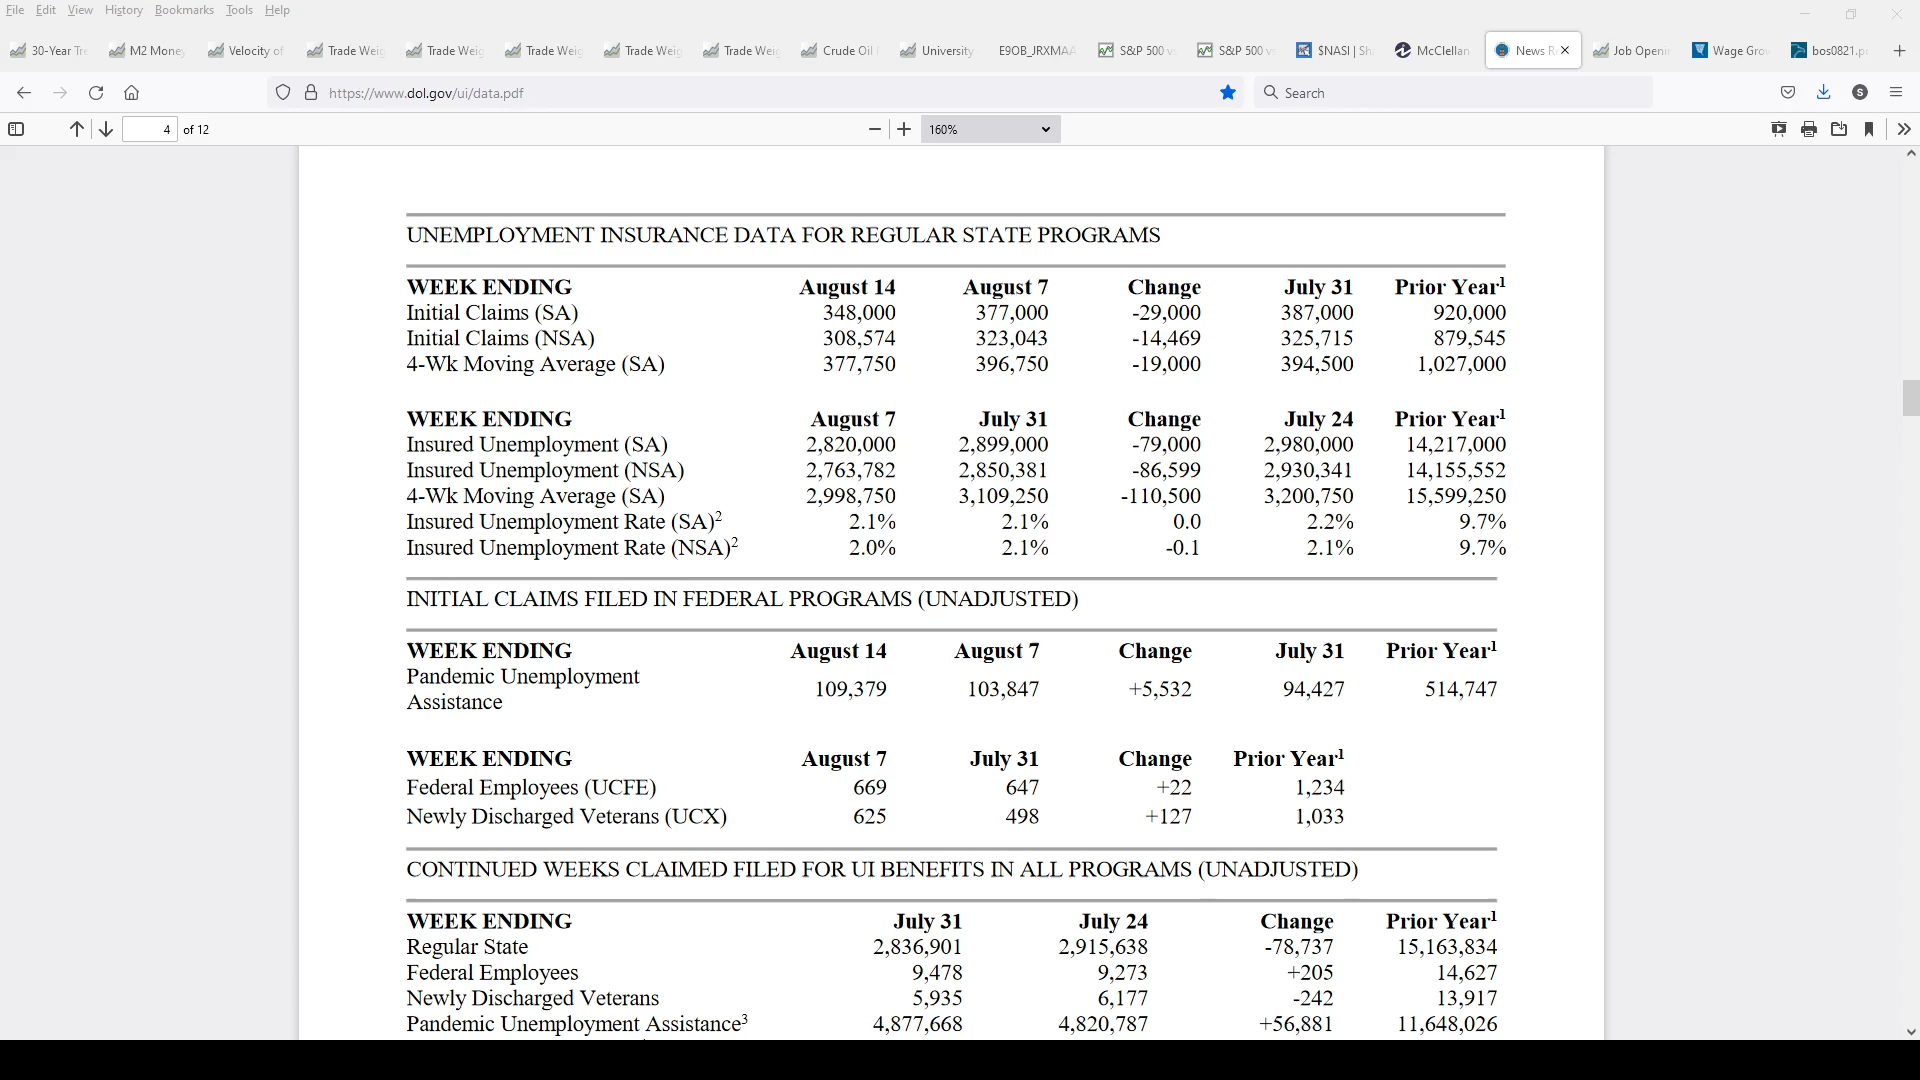 File Edit View History Bookmarks Tools Help
30-Year Tre M2 Money Velocity of Trade Weig Trade Weig Trade Weig Trade Weig Trade Weig Crude Oil University E9OB_JRXMAA S&P 500 v S&P 500 v $NASI | Sh McClellan News R Job Openin Wage Grov bos0821.p
https://www.dol.gov/ui/data.pdf Search
4 of 12 160%
UNEMPLOYMENT INSURANCE DATA FOR REGULAR STATE PROGRAMS
WEEK ENDING August 14 August 7 Change July 31 Prior Year1
Initial Claims (SA) 348,000 377,000 -29,000 387,000 920,000
Initial Claims (NSA) 308,574 323,043 -14,469 325,715 879,545
4-Wk Moving Average (SA) 377,750 396,750 -19,000 394,500 1,027,000
WEEK ENDING August 7 July 31 Change July 24 Prior Year1
Insured Unemployment (SA) 2,820,000 2,899,000 -79,000 2,980,000 14,217,000
Insured Unemployment (NSA) 2,763,782 2,850,381 -86,599 2,930,341 14,155,552
4-Wk Moving Average (SA) 2,998,750 3,109,250 -110,500 3,200,750 15,599,250
Insured Unemployment Rate (SA)2 2.1% 2.1% 0.0 2.2% 9.7%
Insured Unemployment Rate (NSA)2 2.0% 2.1% -0.1 2.1% 9.7%
INITIAL CLAIMS FILED IN FEDERAL PROGRAMS (UNADJUSTED)
WEEK ENDING August 14 August 7 Change July 31 Prior Year1
Pandemic Unemployment
Assistance 109,379 103,847 +5,532 94,427 514,747
WEEK ENDING August 7 July 31 Change Prior Year1
Federal Employees (UCFE) 669 647 +22 1,234
Newly Discharged Veterans (UCX) 625 498 +127 1,033
CONTINUED WEEKS CLAIMED FILED FOR UI BENEFITS IN ALL PROGRAMS (UNADJUSTED)
WEEK ENDING July 31 July 24 Change Prior Year1
Regular State 2,836,901 2,915,638 -78,737 15,163,834
Federal Employees 9,478 9,273 +205 14,627
Newly Discharged Veterans 5,935 6,177 -242 13,917
Pandemic Unemployment Assistance3 4,877,668 4,820,787 +56,881 11,648,026